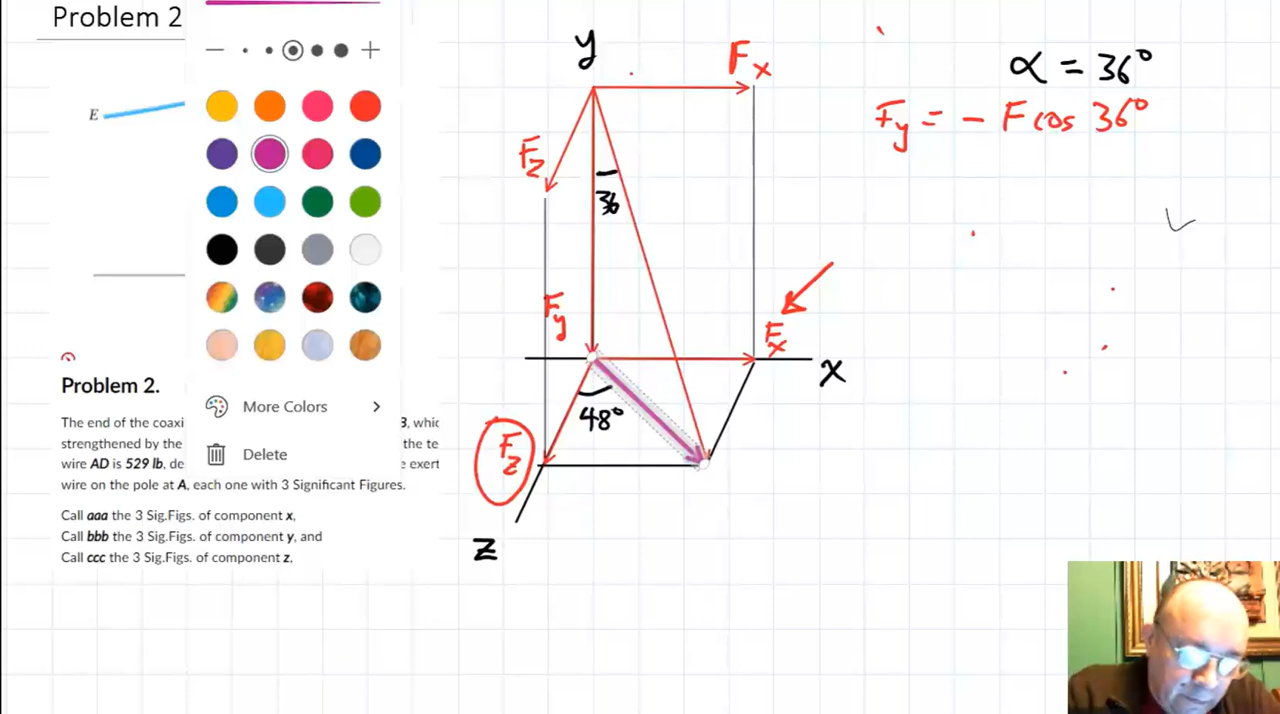 Problem 2
E
More Colors
Delete
Problem 2.
The end of the coaxi
strengthened by the
wire AD is 529 lb, de
wire on the pole at A, each one with 3 Significant Figures.
B, whic
the te
e exert
Call aaa the 3 Sig.Figs. of component x,
Call bbb the 3 Sig.Figs. of component y, and
Call ccc the 3 Sig.Figs. of component z,
y
Fx
Fz
36
Fy
Fx
x
48°
Fz
z
α = 36°
Fy = - F cos 36°